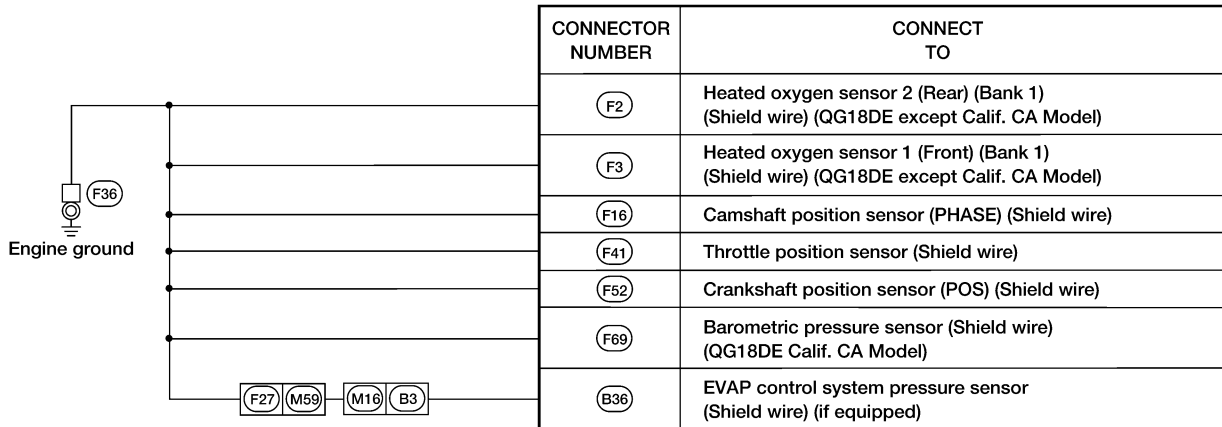 CONNECTOR
NUMBER
CONNECT
TO
F2
Heated oxygen sensor 2 (Rear) (Bank 1)
(Shield wire) (QG18DE except Calif. CA Model)
F3
Heated oxygen sensor 1 (Front) (Bank 1)
(Shield wire) (QG18DE except Calif. CA Model)
F36
Engine ground
F16
Camshaft position sensor (PHASE) (Shield wire)
F41
Throttle position sensor (Shield wire)
F52
Crankshaft position sensor (POS) (Shield wire)
F69
Barometric pressure sensor (Shield wire)
(QG18DE Calif. CA Model)
F27 M59 M16 B3
B36
EVAP control system pressure sensor
(Shield wire) (if equipped)